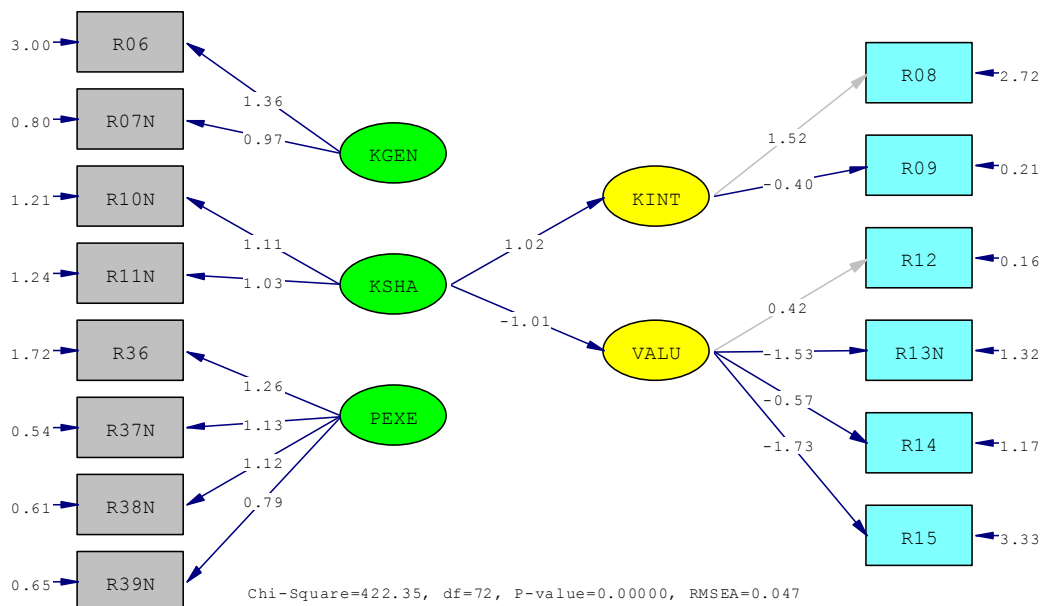 3.00 R06
0.80 R07N
1.21 R10N
1.24 R11N
1.72 R36
0.54 R37N
0.61 R38N
0.65 R39N
1.36
0.97
1.11
1.03
1.26
1.13
1.12
0.79
KGEN
KSHA
PEXE
1.02
-1.01
KINT
VALU
1.52
-0.40
0.42
-1.53
-0.57
-1.73
R08 2.72
R09 0.21
R12 0.16
R13N 1.32
R14 1.17
R15 3.33
Chi-Square=422.35, df=72, P-value=0.00000, RMSEA=0.047